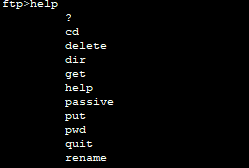 ftp>help
?
cd
delete
dir
get
help
passive
put
pwd
quit
rename